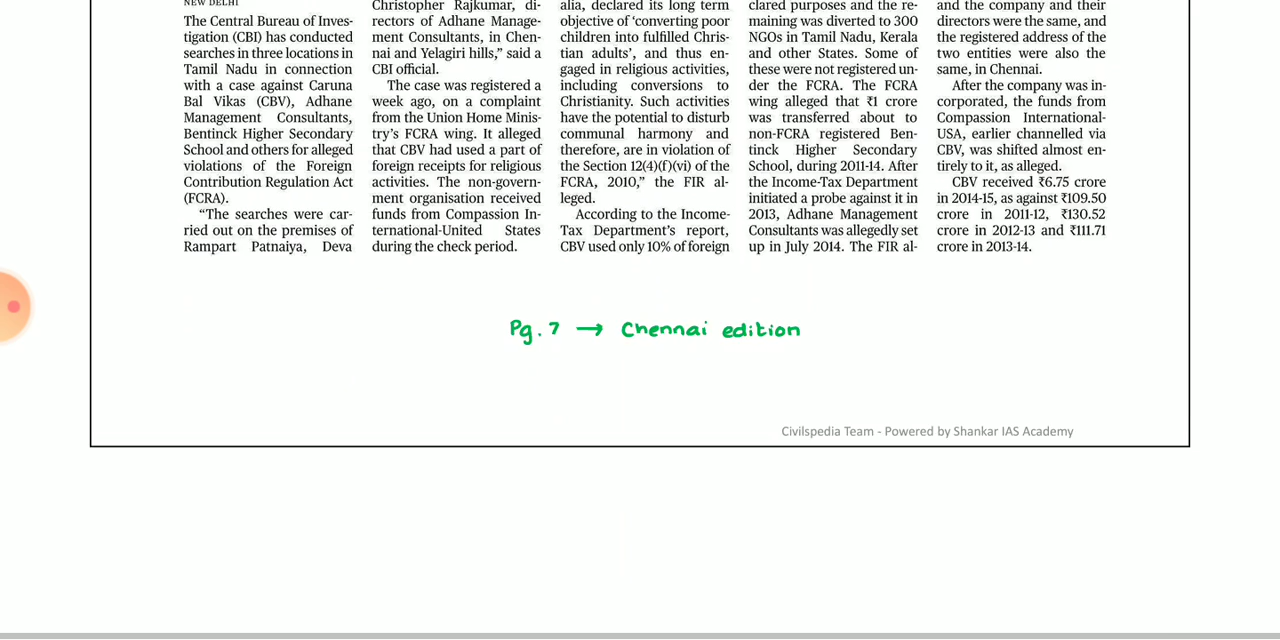 NEW DELHI
The Central Bureau of Inves-
tigation (CBI) has conducted
searches in three locations in
Tamil Nadu in connection
with a case against Caruna
Bal Vikas (CBV), Adhane
Management Consultants,
Bentinck Higher Secondary
School and others for alleged
violations of the Foreign
Contribution Regulation Act
(FCRA).
“The searches were car-
ried out on the premises of
Rampart Patnaiya, Deva
Christopher Rajkumar, di-
rectors of Adhane Manage-
ment Consultants, in Chen-
nai and Yelagiri hills,” said a
CBI official.
The case was registered a
week ago, on a complaint
from the Union Home Minis-
try’s FCRA wing. It alleged
that CBV had used a part of
foreign receipts for religious
activities. The non-govern-
ment organisation received
funds from Compassion In-
ternational-United States
during the check period.
alia, declared its long term
objective of ‘converting poor
children into fulfilled Chris-
tian adults’, and thus en-
gaged in religious activities,
including conversions to
Christianity. Such activities
have the potential to disturb
communal harmony and
therefore, are in violation of
the Section 12(4)(f)(vi) of the
FCRA, 2010,” the FIR al-
leged.
According to the Income-
Tax Department’s report,
CBV used only 10% of foreign
clared purposes and the re-
maining was diverted to 300
NGOs in Tamil Nadu, Kerala
and other States. Some of
these were not registered un-
der the FCRA. The FCRA
wing alleged that ₹1 crore
was transferred about to
non-FCRA registered Ben-
tinck Higher Secondary
School, during 2011-14. After
the Income-Tax Department
initiated a probe against it in
2013, Adhane Management
Consultants was allegedly set
up in July 2014. The FIR al-
and the company and their
directors were the same, and
the registered address of the
two entities were also the
same, in Chennai.
After the company was in-
corporated, the funds from
Compassion International-
USA, earlier channelled via
CBV, was shifted almost en-
tirely to it, as alleged.
CBV received ₹6.75 crore
in 2014-15, as against ₹109.50
crore in 2011-12, ₹130.52
crore in 2012-13 and ₹111.71
crore in 2013-14.
Pg. 7 → Chennai edition
Civilspedia Team - Powered by Shankar IAS Academy